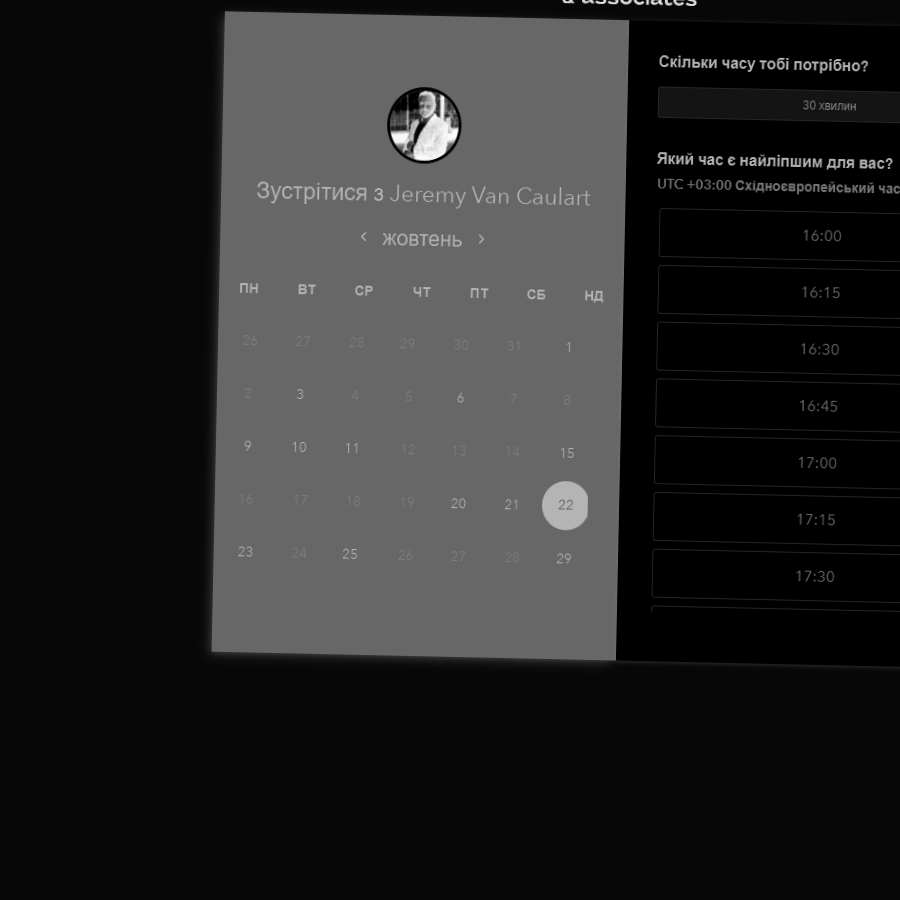 & associates
Зустрітися з Jeremy Van Caulart
жовтень
ПН ВТ СР ЧТ ПТ СБ НД
26 27 28 29 30 31 1
2 3 4 5 6 7 8
9 10 11 12 13 14 15
16 17 18 19 20 21 22
23 24 25 26 27 28 29
Скільки часу тобі потрібно?
30 хвилин
Який час є найліпшим для вас?
UTC +03:00 Східноєвропейський час
16:00
16:15
16:30
16:45
17:00
17:15
17:30